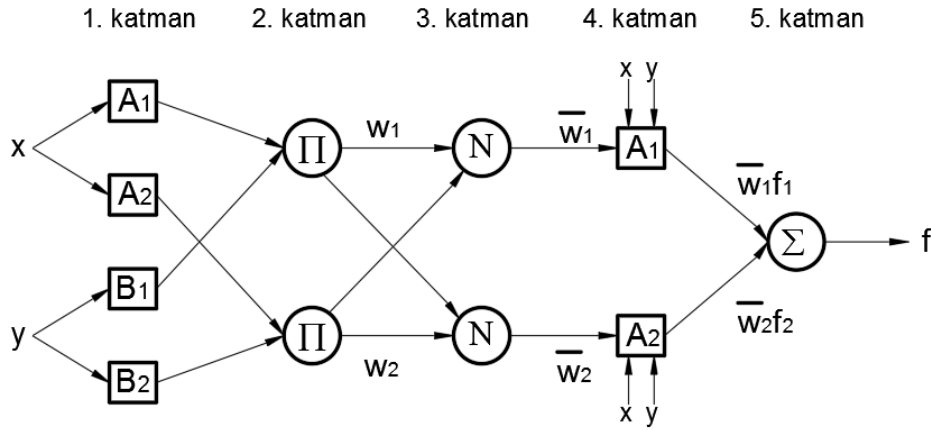 1. katman 2. katman 3. katman 4. katman 5. katman
x y
A1
w1 w̅1
x Π N A1
w̅1f1
A2
Σ f
B1
w̅2f2
y Π N A2
w2 w̅2
B2
x y